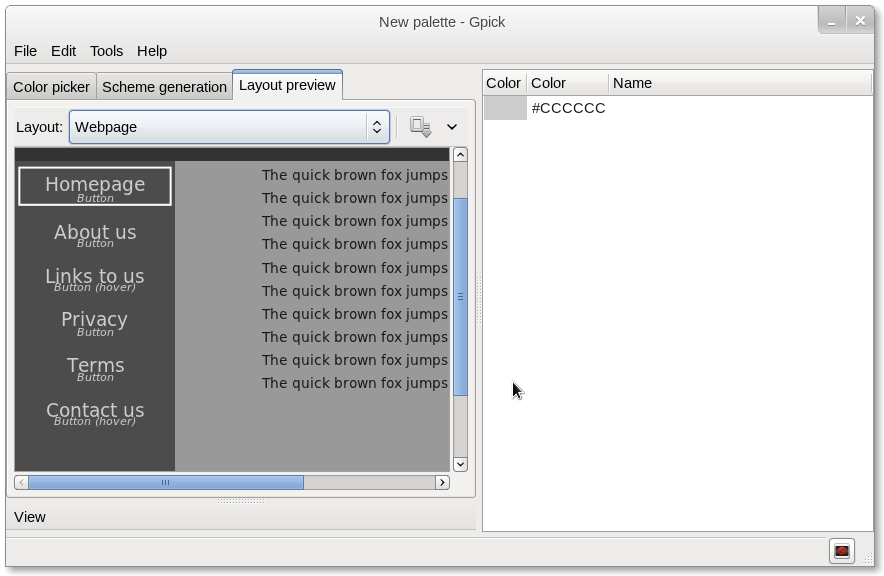 New palette - Gpick
File Edit Tools Help
Color picker Scheme generation Layout preview
Layout: Webpage
Homepage
Button
About us
Button
Links to us
Button (hover)
Privacy
Button
Terms
Button
Contact us
Button (hover)
The quick brown fox jumps
The quick brown fox jumps
The quick brown fox jumps
The quick brown fox jumps
The quick brown fox jumps
The quick brown fox jumps
The quick brown fox jumps
The quick brown fox jumps
The quick brown fox jumps
The quick brown fox jumps
View
Color Color Name
#CCCCCC